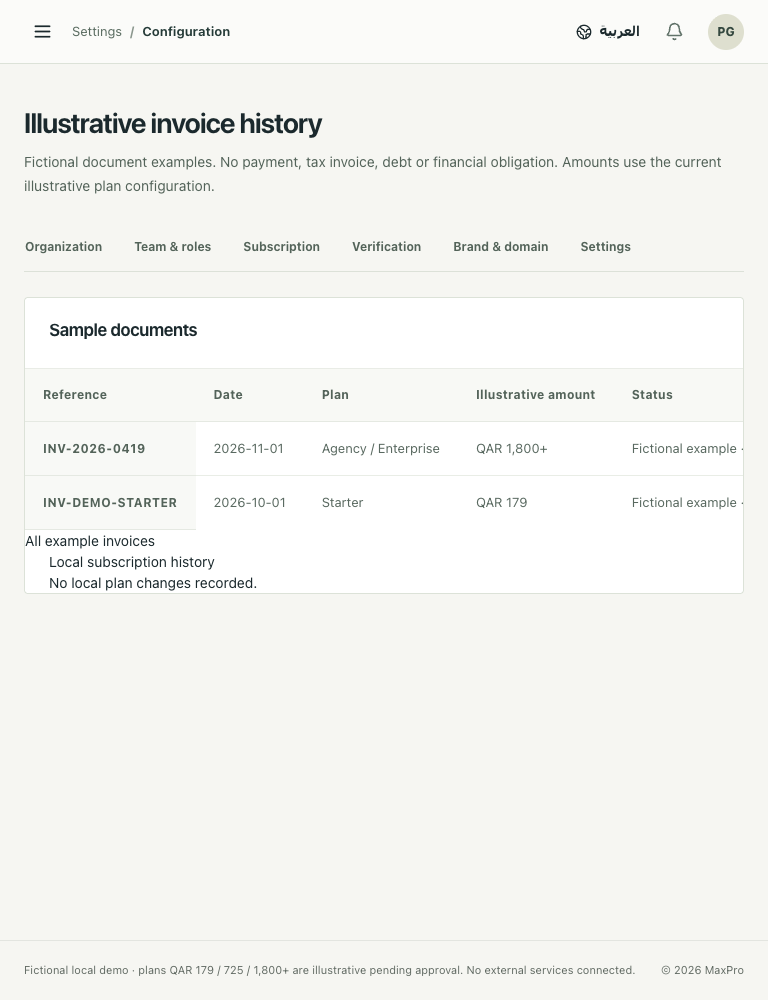 Settings / Configuration
العربية
PG
Illustrative invoice history
Fictional document examples. No payment, tax invoice, debt or financial obligation. Amounts use the current
illustrative plan configuration.
Organization Team & roles Subscription Verification Brand & domain Settings
Sample documents
Reference Date Plan Illustrative amount Status
INV-2026-0419 2026-11-01 Agency / Enterprise QAR 1,800+ Fictional example
INV-DEMO-STARTER 2026-10-01 Starter QAR 179 Fictional example
All example invoices
Local subscription history
No local plan changes recorded.
Fictional local demo · plans QAR 179 / 725 / 1,800+ are illustrative pending approval. No external services connected. © 2026 MaxPro